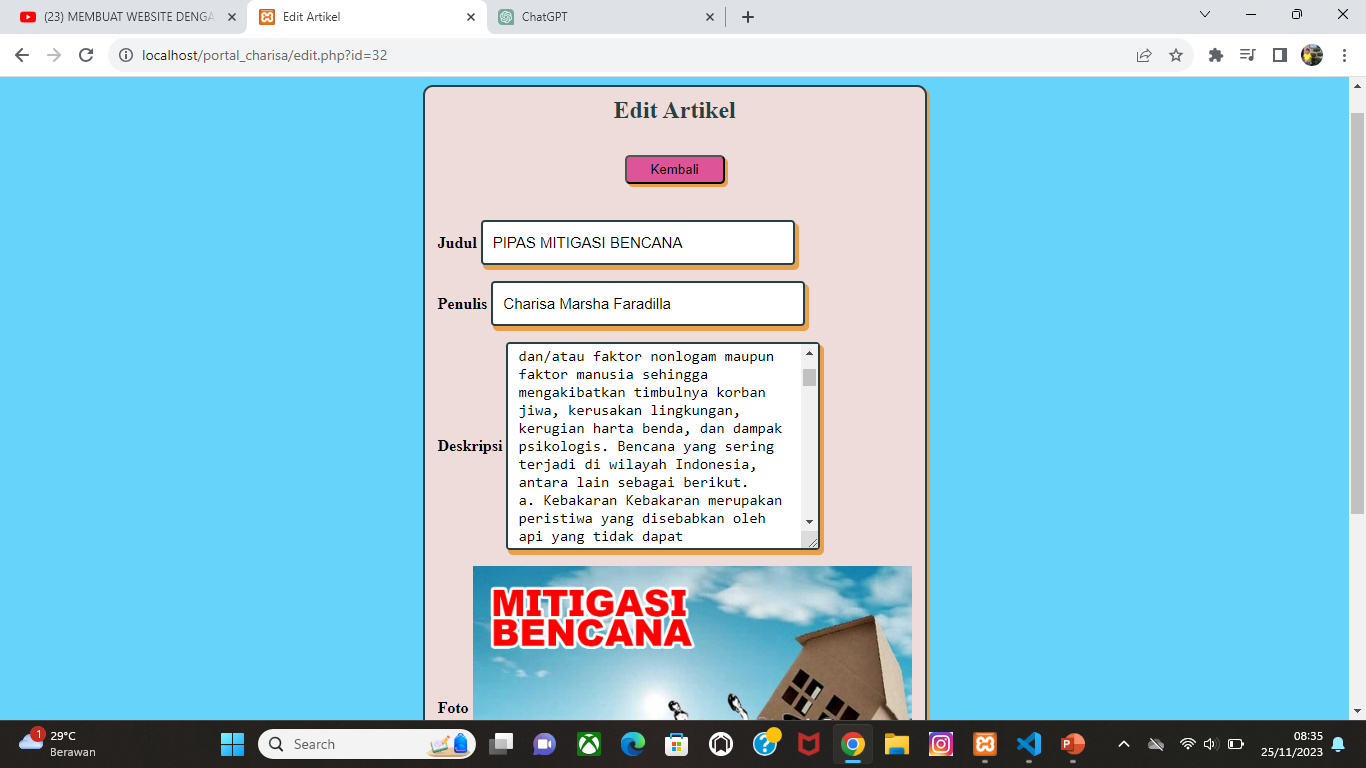 (23) MEMBUAT WEBSITE DENGA
Edit Artikel
ChatGPT
localhost/portal_charisa/edit.php?id=32
Edit Artikel
Kembali
Judul PIPAS MITIGASI BENCANA
Penulis Charisa Marsha Faradilla
Deskripsi
dan/atau faktor nonlogam maupun
faktor manusia sehingga
mengakibatkan timbulnya korban
jiwa, kerusakan lingkungan,
kerugian harta benda, dan dampak
psikologis. Bencana yang sering
terjadi di wilayah Indonesia,
antara lain sebagai berikut.
a. Kebakaran Kebakaran merupakan
peristiwa yang disebabkan oleh
api yang tidak dapat
Foto
MITIGASI
BENCANA
1
29°C
Berawan
Search
08:35
25/11/2023